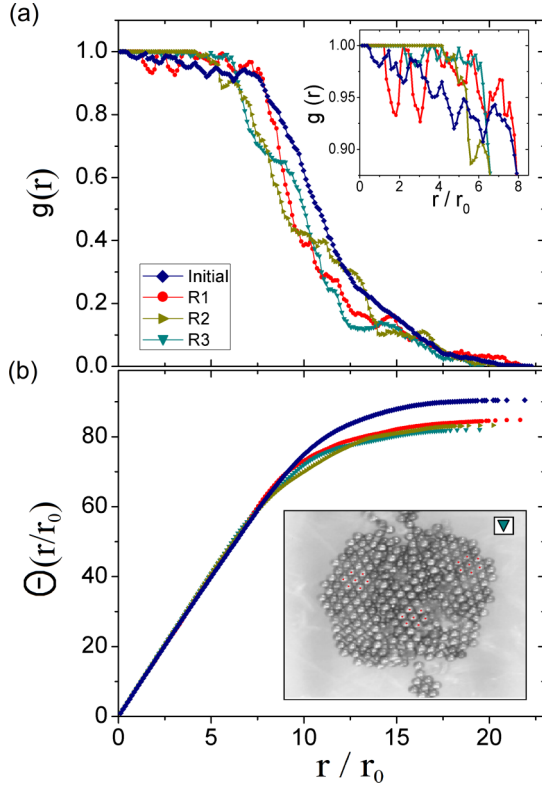 (a)
1.0
0.8
0.6
0.4
0.2
0.0
g(r)
1.00
0.95
0.90
g (r)
0 2 4 6 8
r / r0
Initial
R1
R2
R3
(b)
80
60
40
20
0
Θ(r/r0)
0 5 10 15 20
r / r0